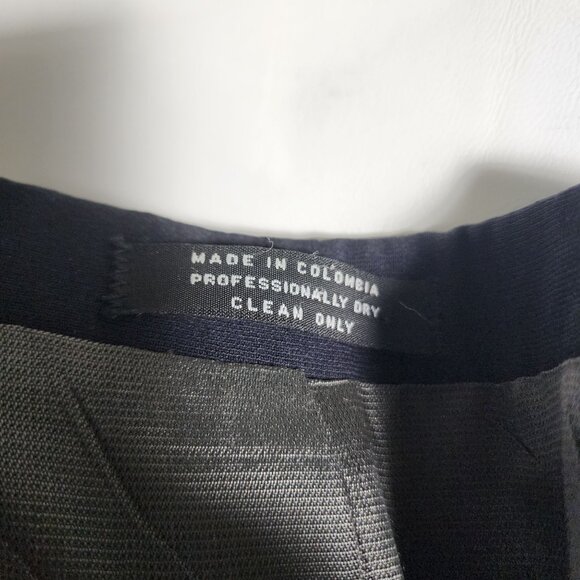 MADE IN COLOMBIA
PROFESSIONALLY DRY
CLEAN ONLY